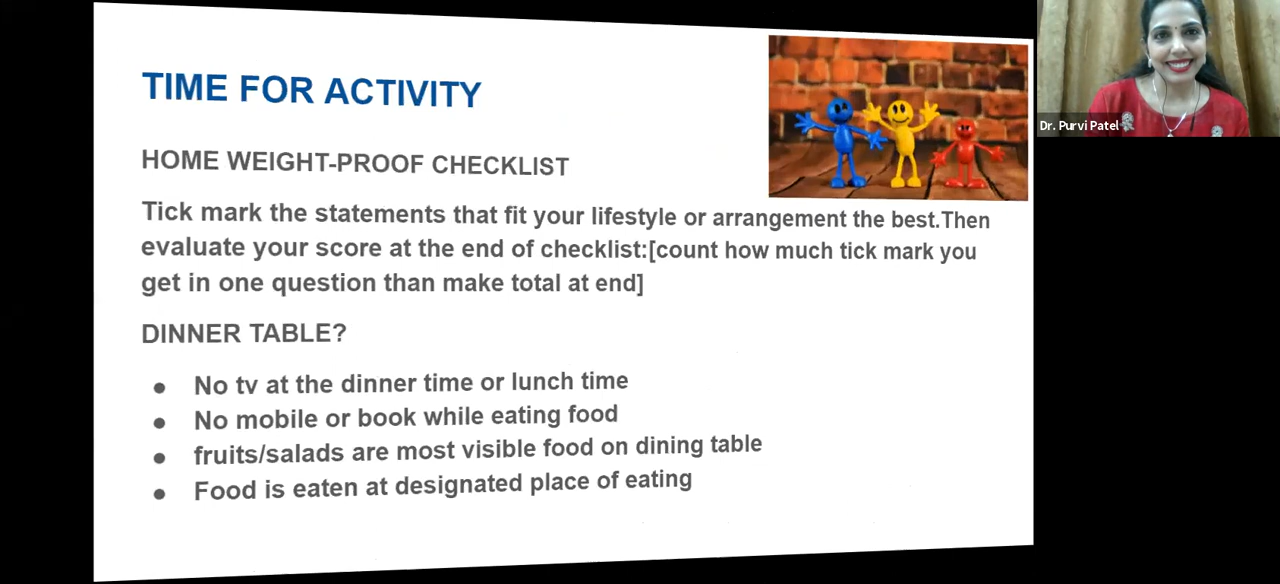 TIME FOR ACTIVITY
HOME WEIGHT-PROOF CHECKLIST
Tick mark the statements that fit your lifestyle or arrangement the best.Then
evaluate your score at the end of checklist:[count how much tick mark you
get in one question than make total at end]
DINNER TABLE?
● No tv at the dinner time or lunch time
● No mobile or book while eating food
● fruits/salads are most visible food on dining table
● Food is eaten at designated place of eating
Dr. Purvi Patel